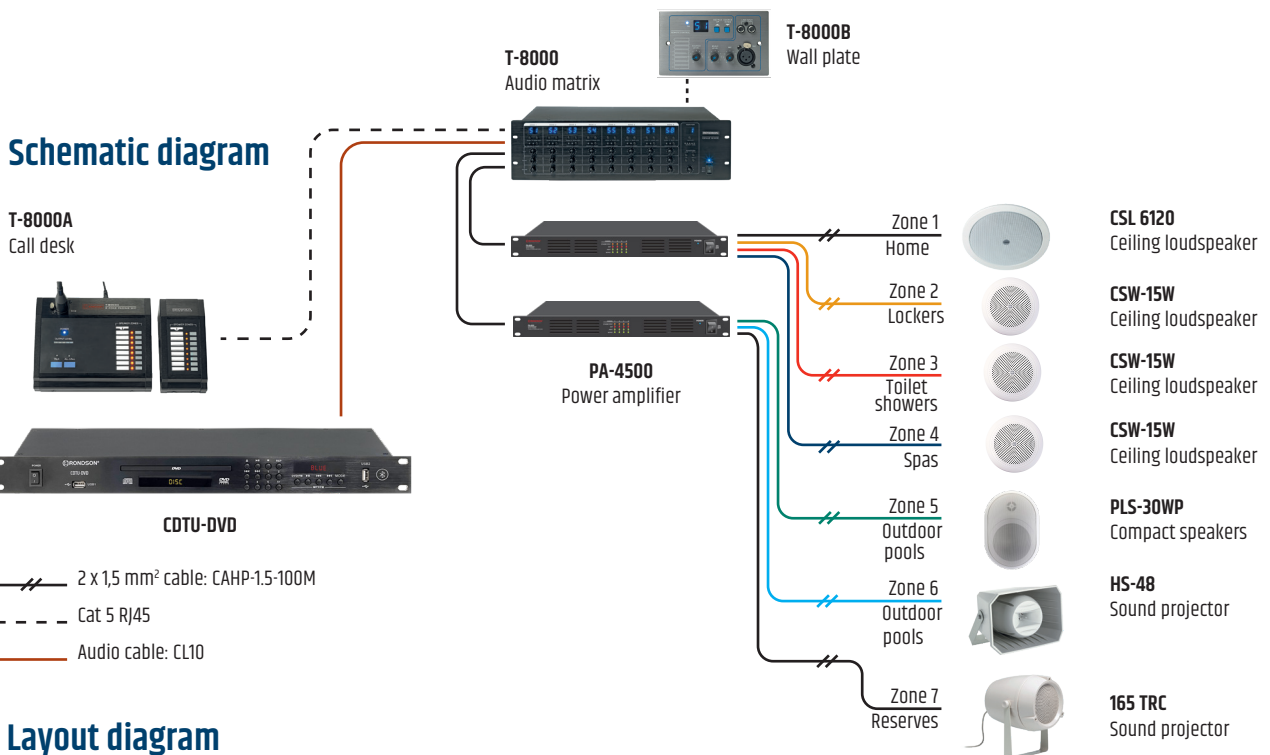 T-8000B
Wall plate
T-8000
Audio matrix
Schematic diagram
T-8000A
Call desk
PA-4500
Power amplifier
RONDSON
CDTU-DVD
DISC
CDTU-DVD
2 x 1,5 mm² cable: CAHP-1.5-100M
Cat 5 RJ45
Audio cable: CL10
Zone 1
Home
CSL 6120
Ceiling loudspeaker
Zone 2
Lockers
CSW-15W
Ceiling loudspeaker
Zone 3
Toilet
showers
CSW-15W
Ceiling loudspeaker
Zone 4
Spas
CSW-15W
Ceiling loudspeaker
Zone 5
Outdoor
pools
PLS-30WP
Compact speakers
Zone 6
Outdoor
pools
HS-48
Sound projector
Zone 7
Reserves
165 TRC
Sound projector
Layout diagram